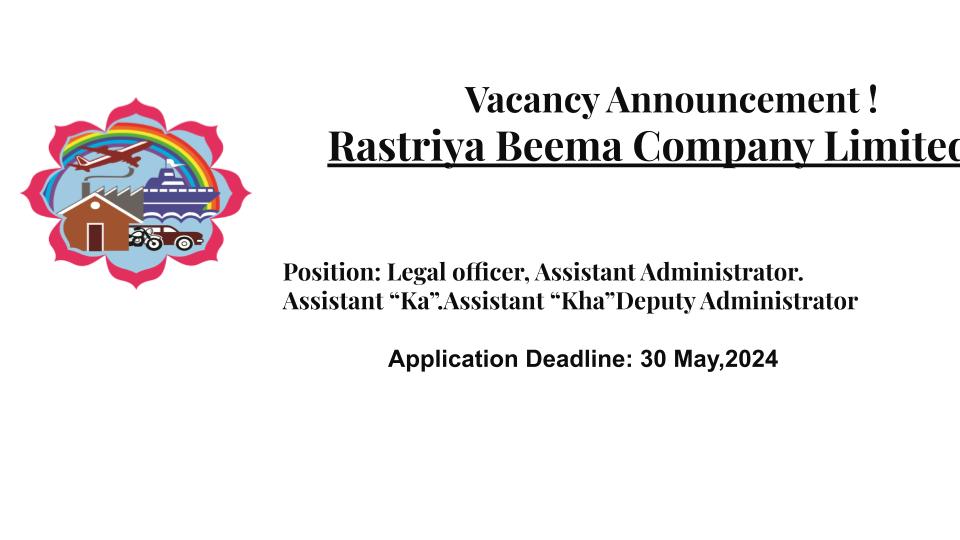 Vacancy Announcement !
Rastriya Beema Company Limited
Position: Legal officer, Assistant Administrator.
Assistant “Ka”.Assistant “Kha”Deputy Administrator
Application Deadline: 30 May,2024